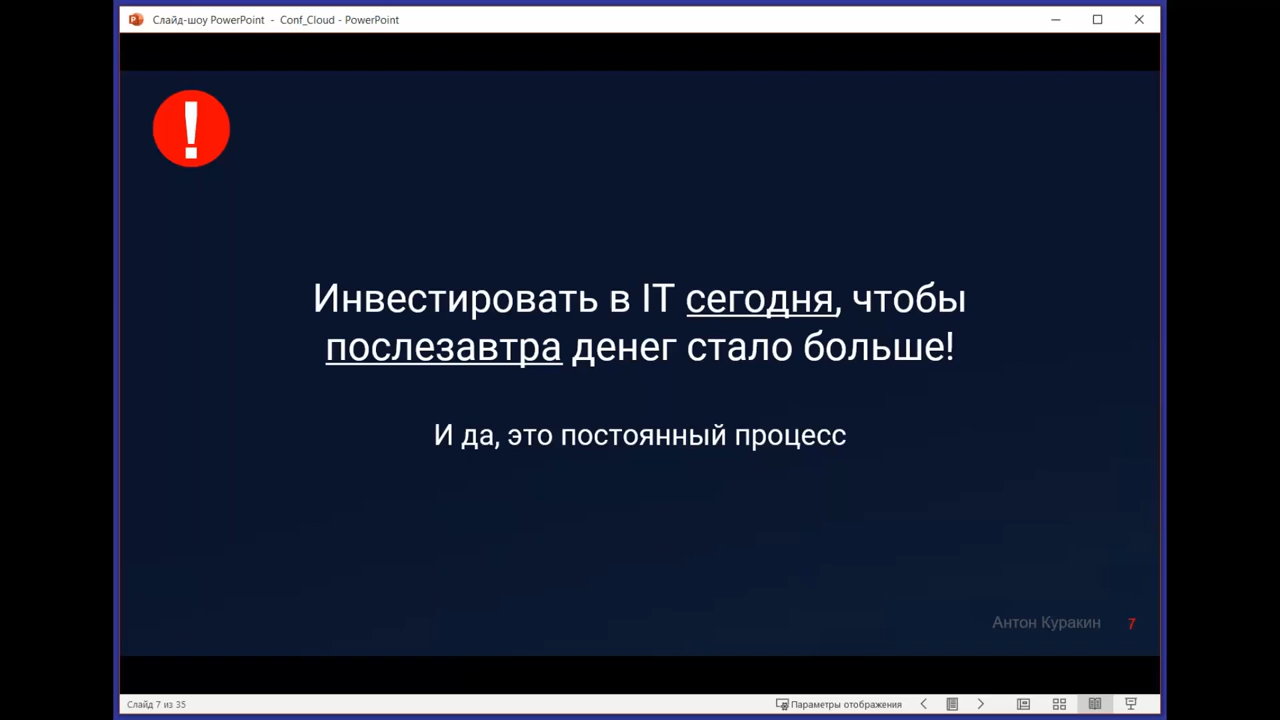 Слайд-шоу PowerPoint - Conf_Cloud - PowerPoint
!
Инвестировать в IT сегодня, чтобы
послезавтра денег стало больше!
И да, это постоянный процесс
Антон Куракин 7
Слайд 7 из 35 Параметры отображения